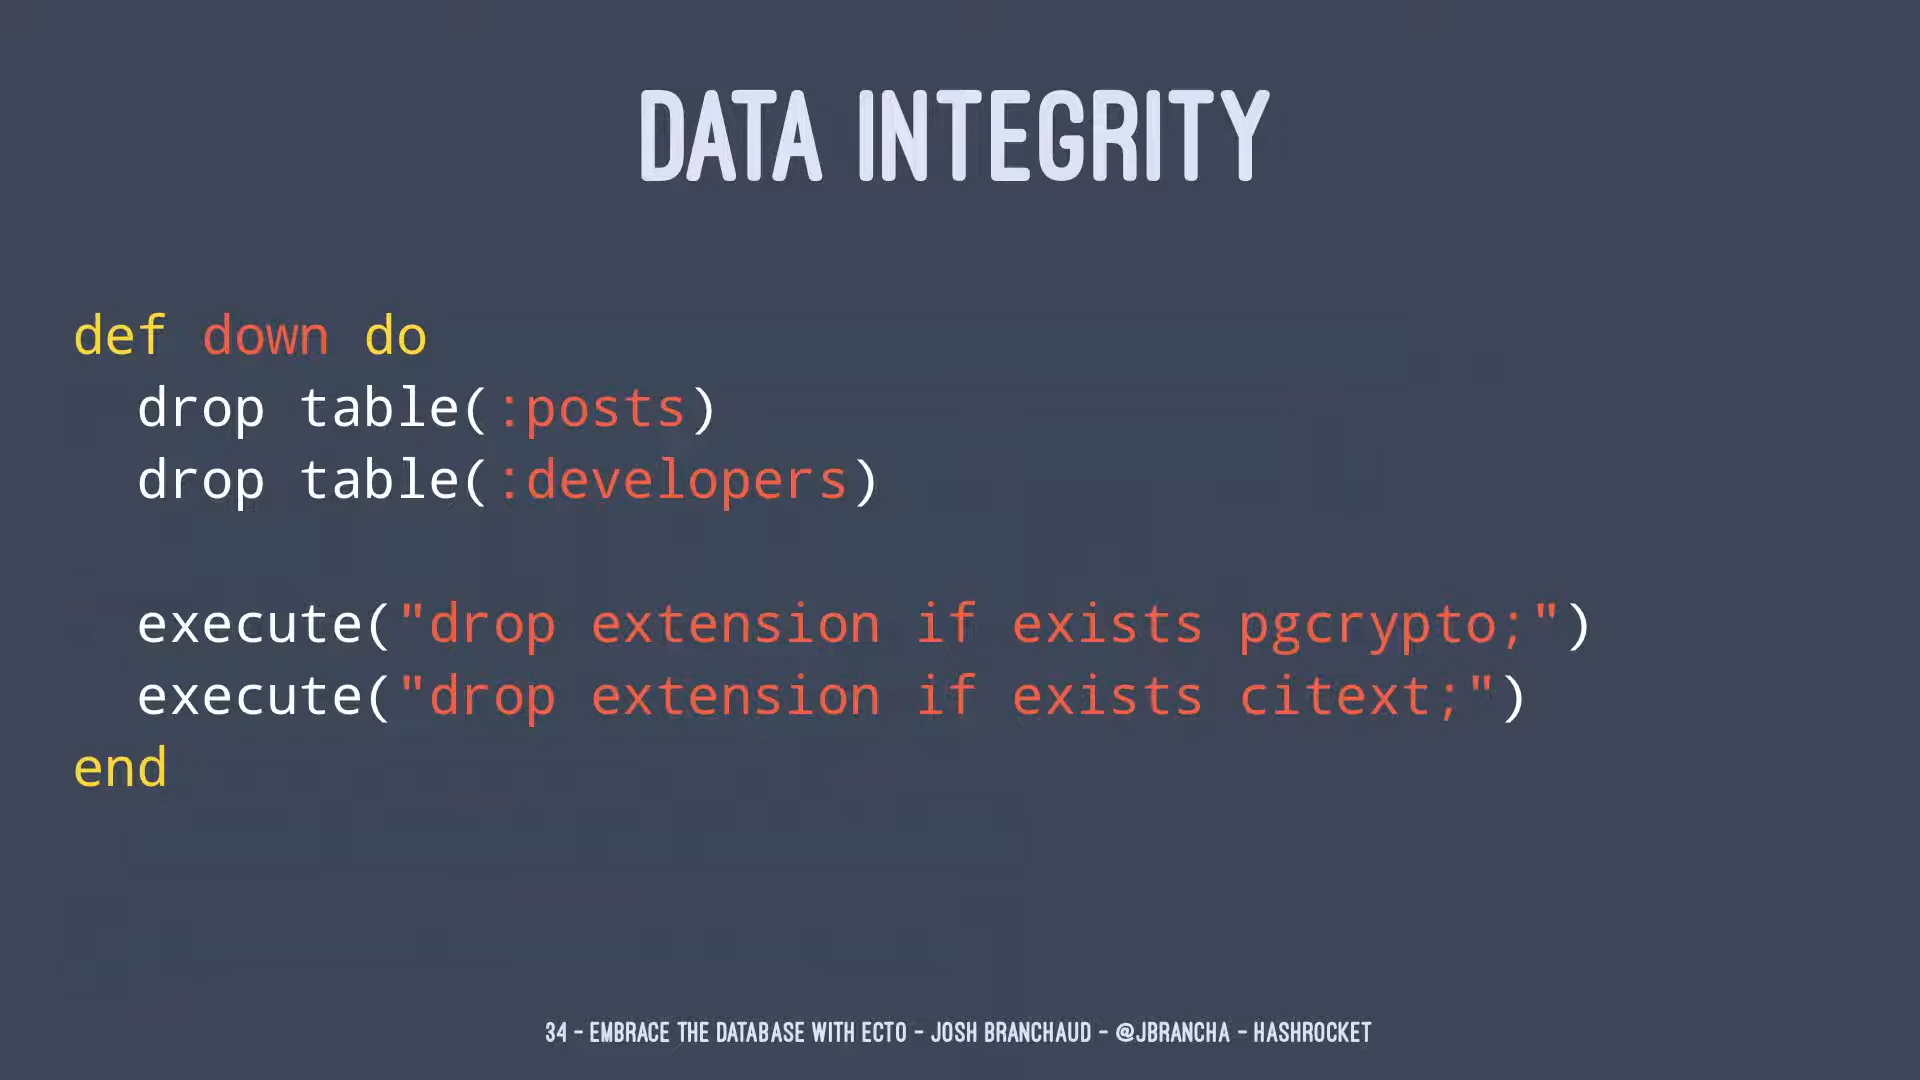 DATA INTEGRITY
def down do
  drop table(:posts)
  drop table(:developers)
  execute("drop extension if exists pgcrypto;")
  execute("drop extension if exists citext;")
end
34 - EMBRACE THE DATABASE WITH ECTO - JOSH BRANCHAUD - @JBRANCHA - HASHROCKET